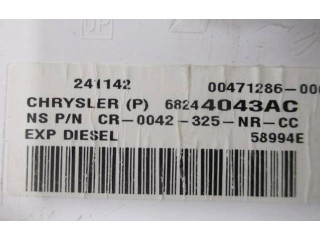 241142 00471286-00
CHRYSLER (P) 68244043AC
NS P/N CR-0042-325-NR-CC
EXP DIESEL 58994E